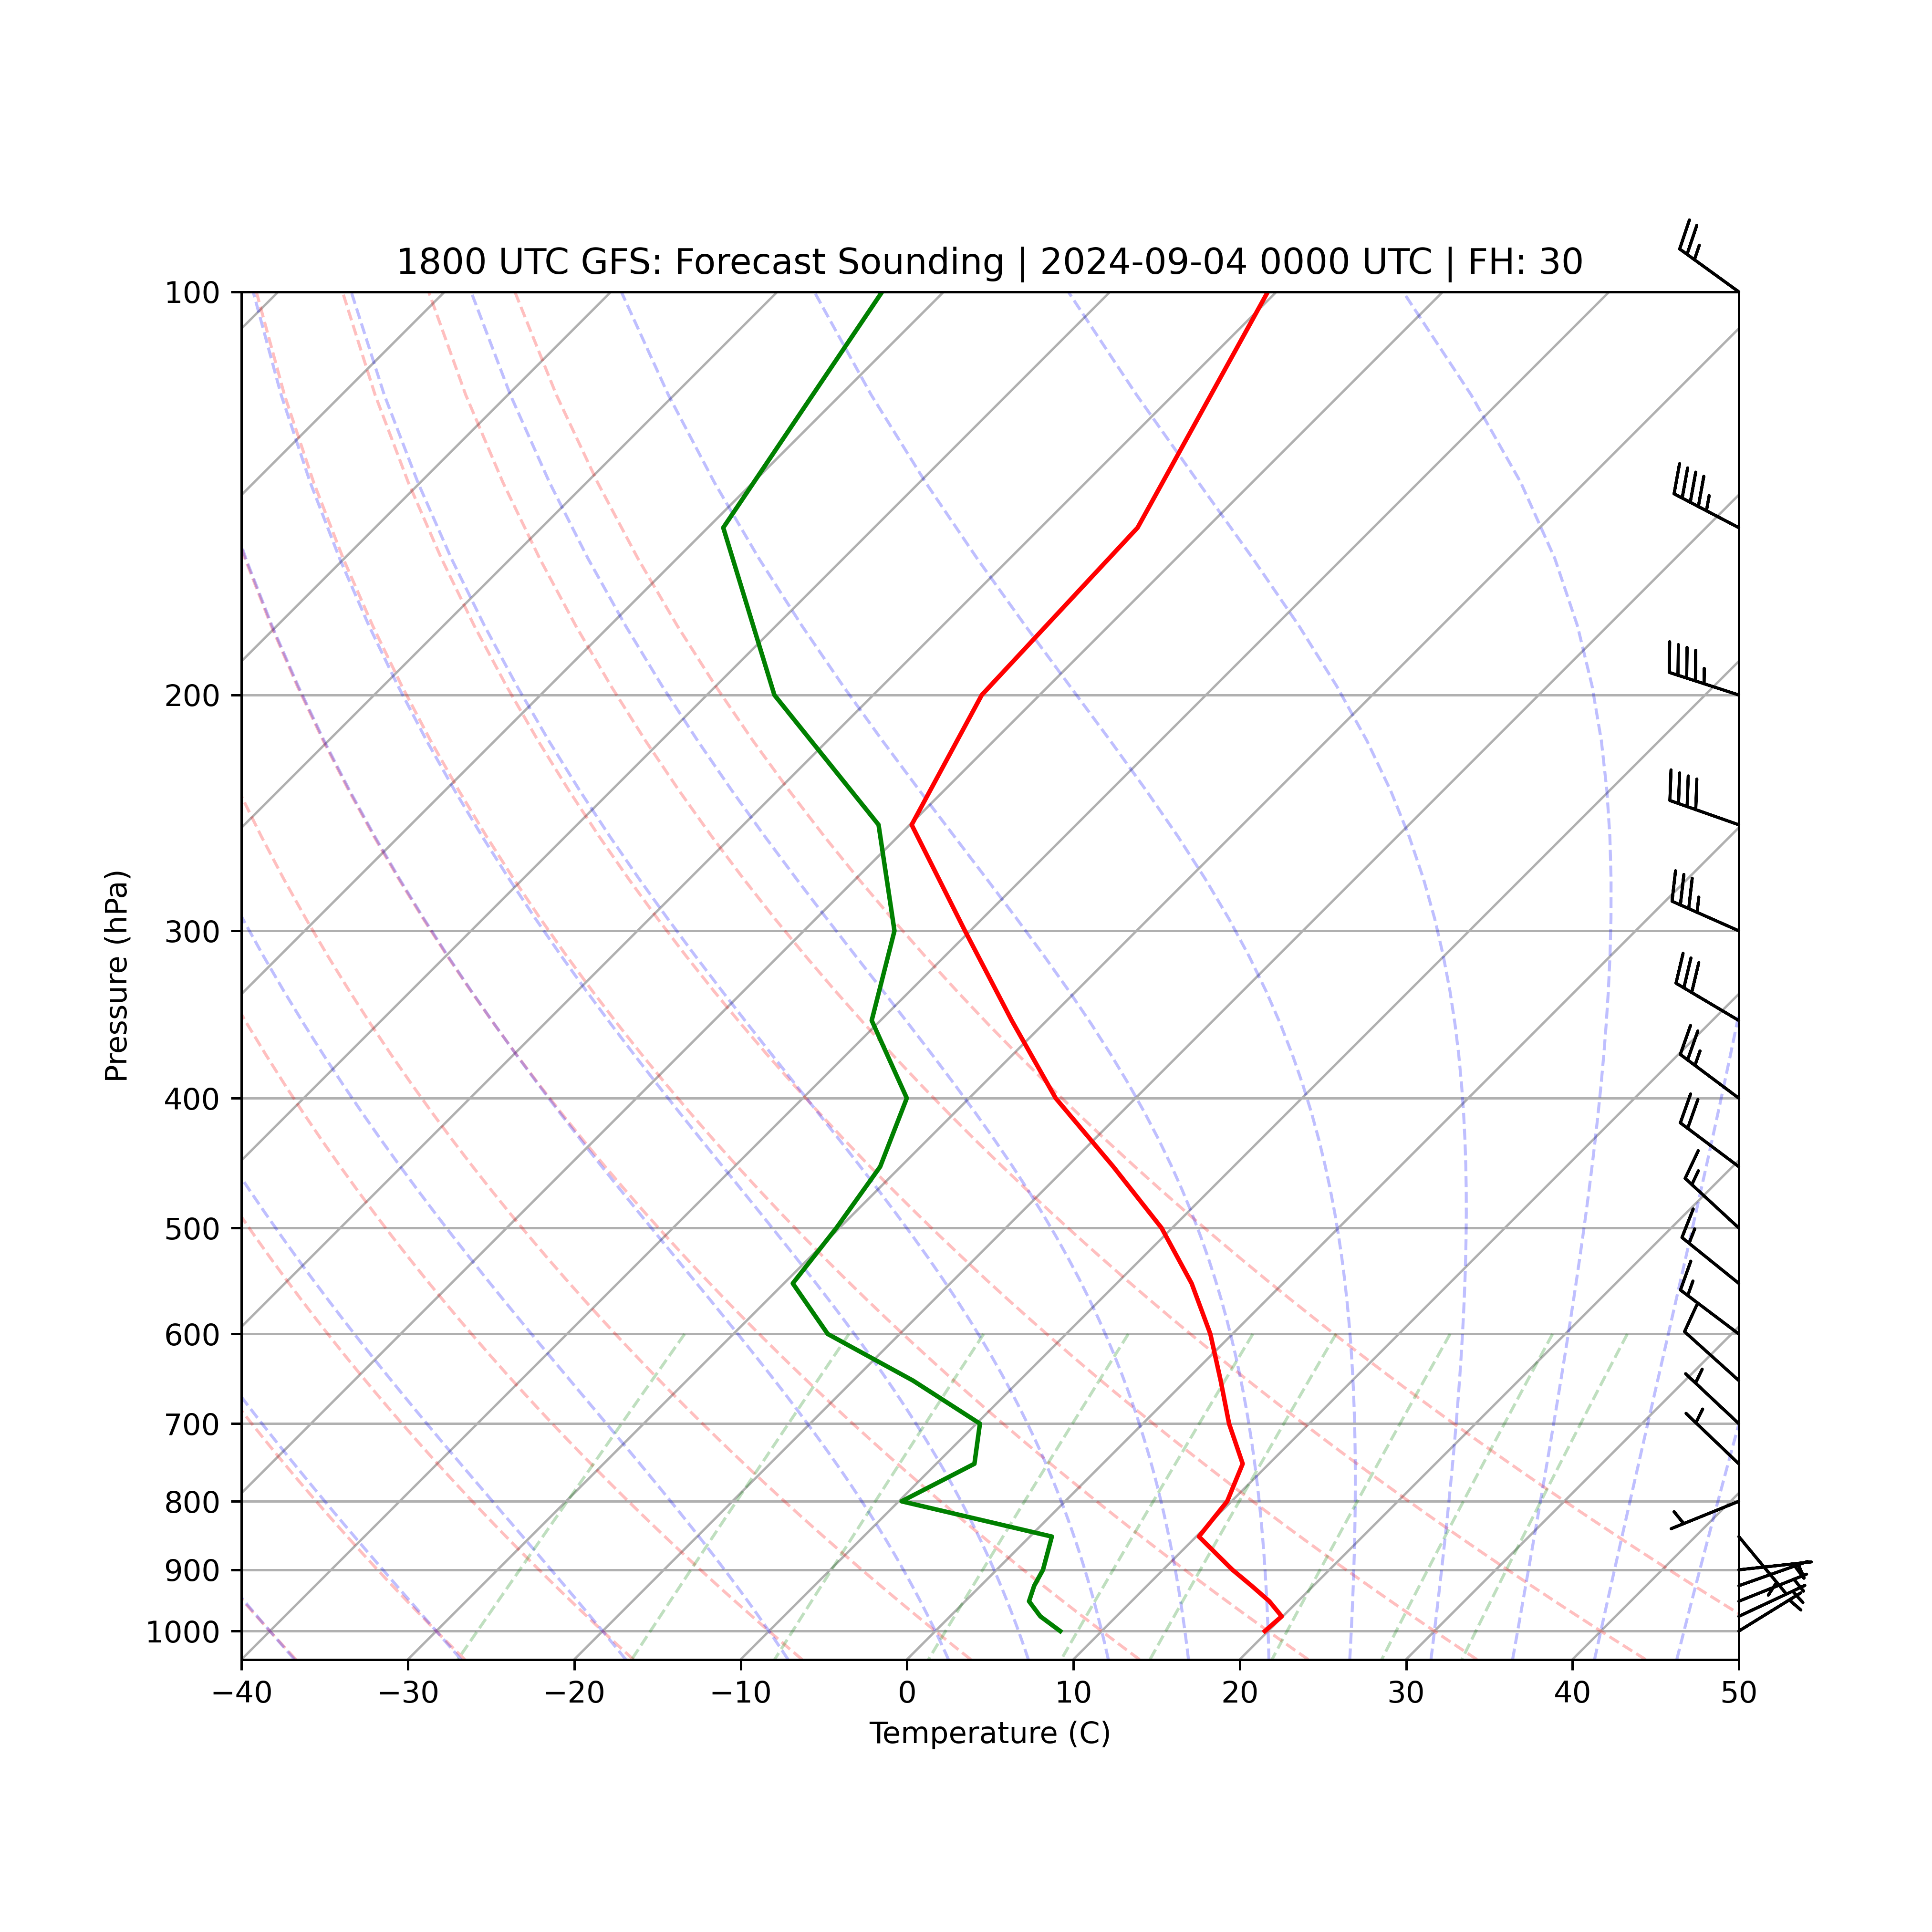 1800 UTC GFS: Forecast Sounding | 2024-09-04 0000 UTC | FH: 30
100
200
300
400
500
600
700
800
900
1000
Pressure (hPa)
−40 −30 −20 −10 0 10 20 30 40 50
Temperature (C)